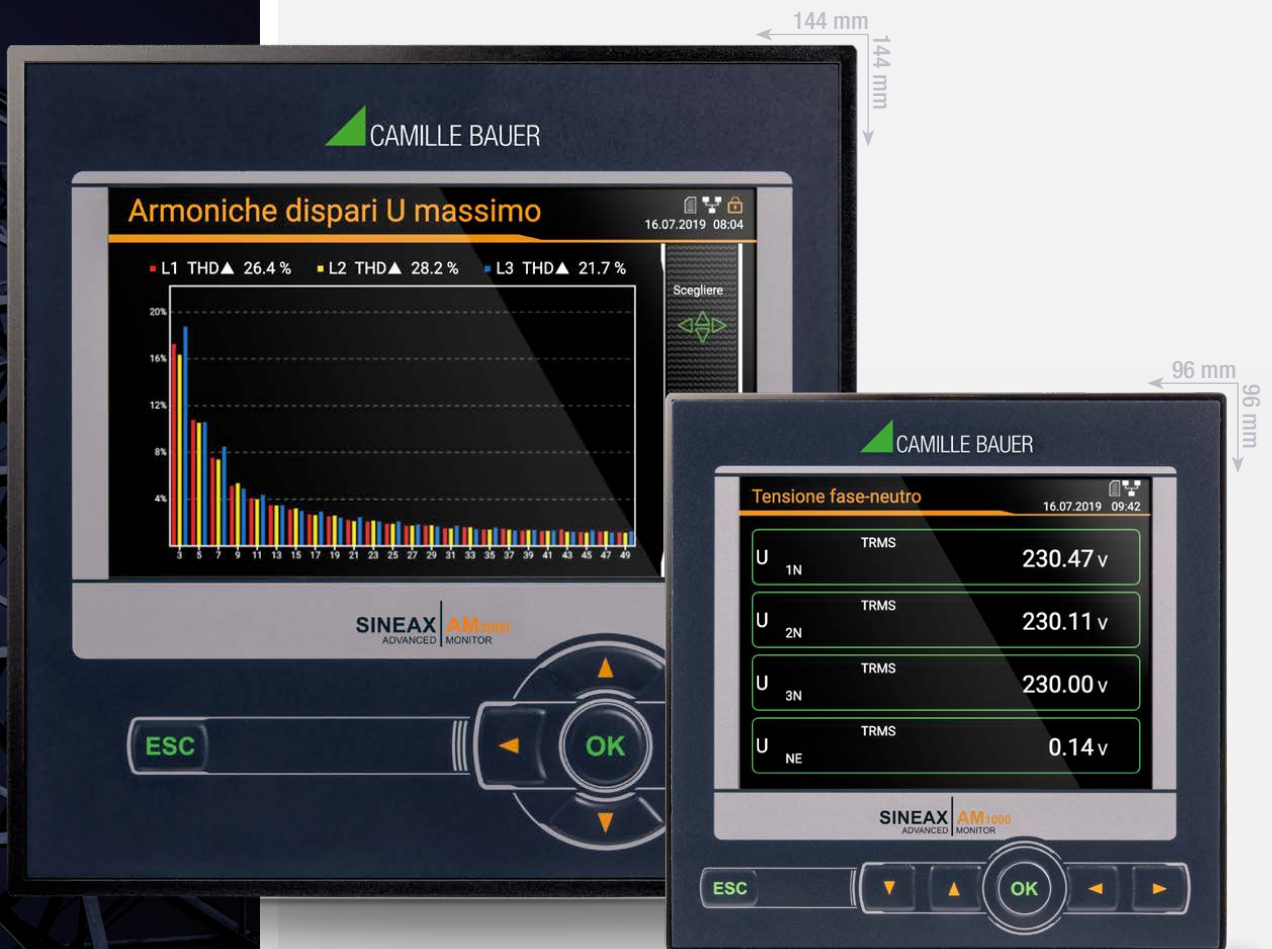 144 mm
144 mm
CAMILLE BAUER
Armoniche dispari U massimo
16.07.2019 08:04
L1 THD▲ 26.4 % L2 THD▲ 28.2 % L3 THD▲ 21.7 %
Scegliere
20%
16%
12%
8%
4%
3 5 7 9 11 13 15 17 19 21 23 25 27 29 31 33 35 37 39 41 43 45 47 49
SINEAX AM3000
ADVANCED MONITOR
ESC
OK
96 mm
96 mm
CAMILLE BAUER
Tensione fase-neutro
16.07.2019 09:42
U 1N TRMS 230.47 V
U 2N TRMS 230.11 V
U 3N TRMS 230.00 V
U NE TRMS 0.14 V
SINEAX AM1000
ADVANCED MONITOR
ESC
OK